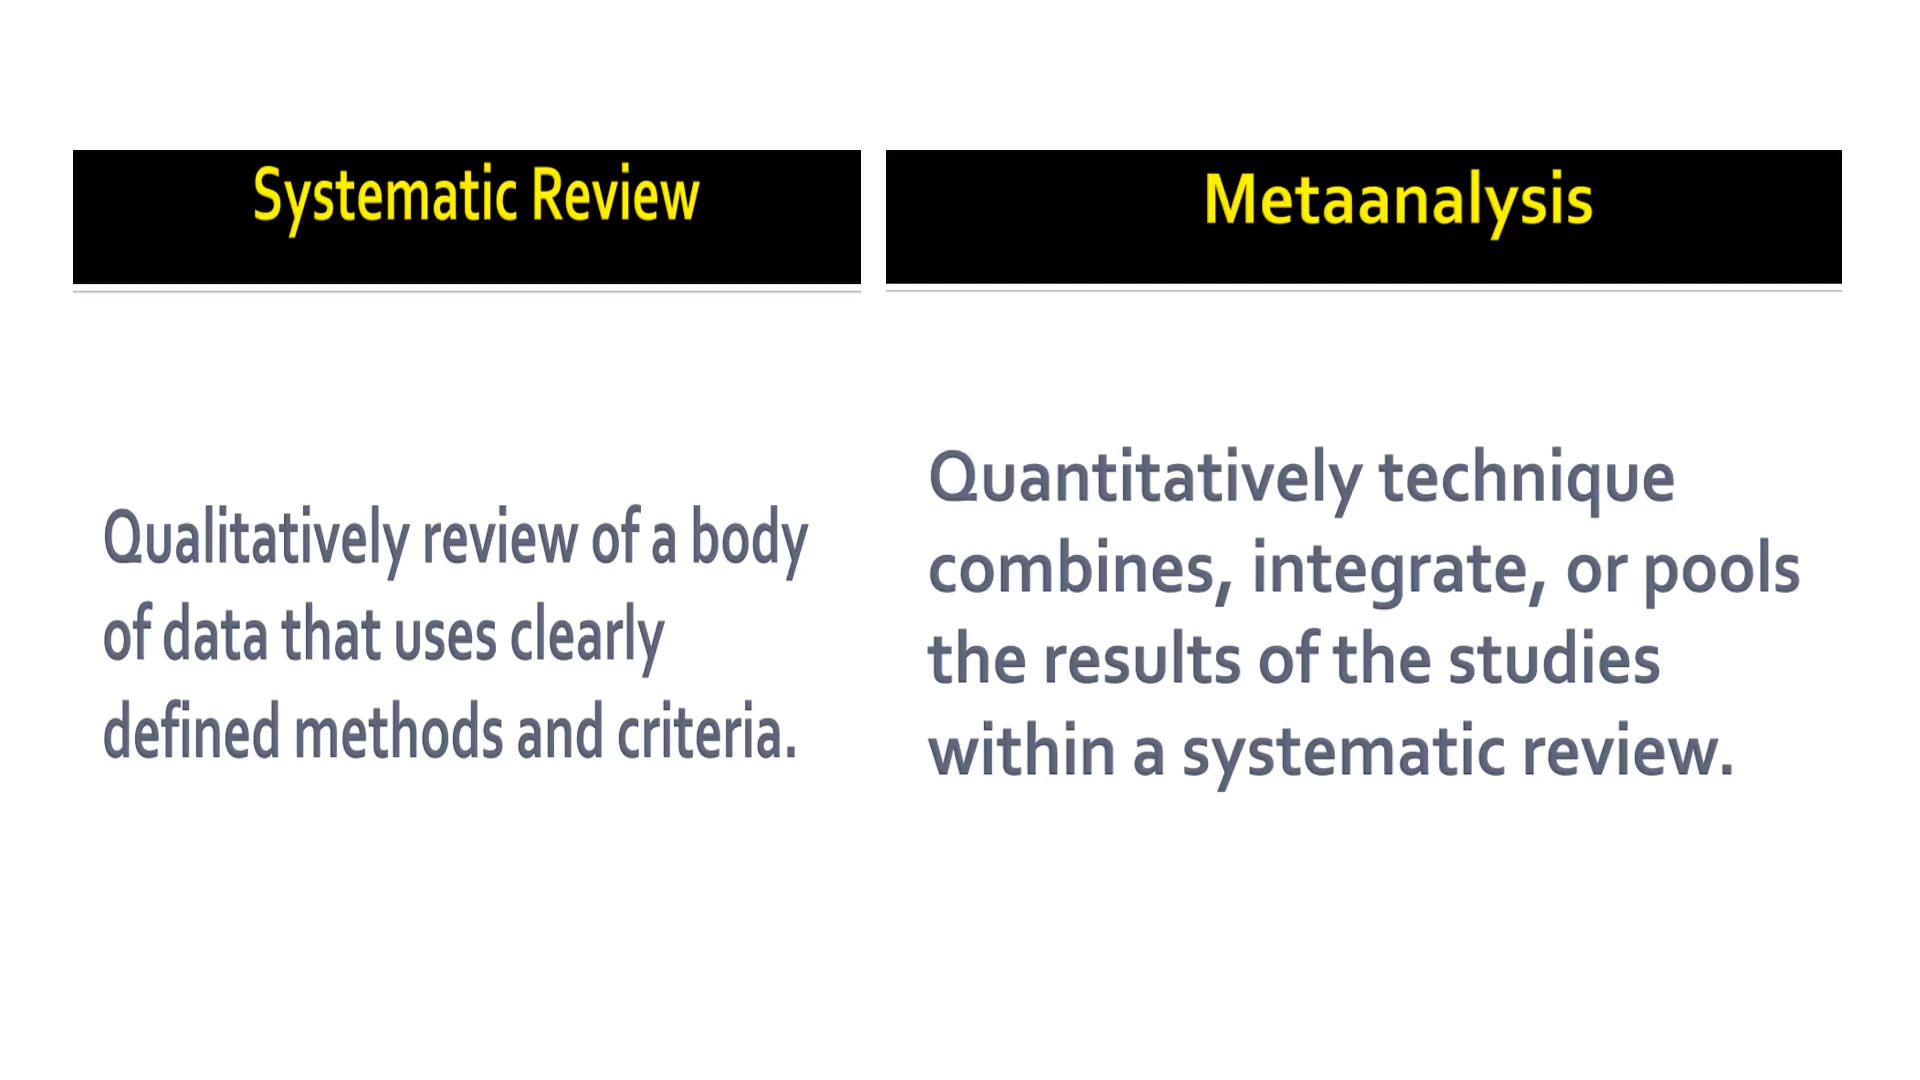 Systematic Review
Qualitatively review of a body
of data that uses clearly
defined methods and criteria.
Metaanalysis
Quantitatively technique
combines, integrate, or pools
the results of the studies
within a systematic review.